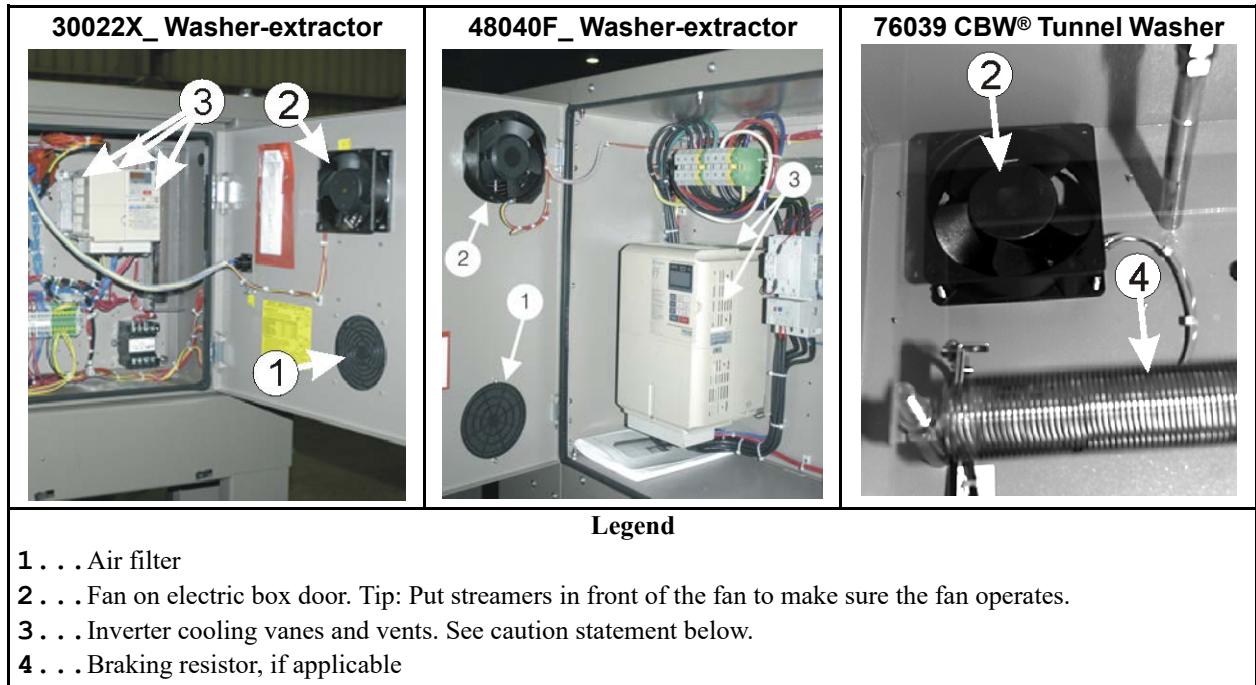 30022X_ Washer-extractor
48040F_ Washer-extractor
76039 CBW® Tunnel Washer
3
2
1
2
1
3
2
4
Legend
1...Air filter
2...Fan on electric box door. Tip: Put streamers in front of the fan to make sure the fan operates.
3...Inverter cooling vanes and vents. See caution statement below.
4...Braking resistor, if applicable